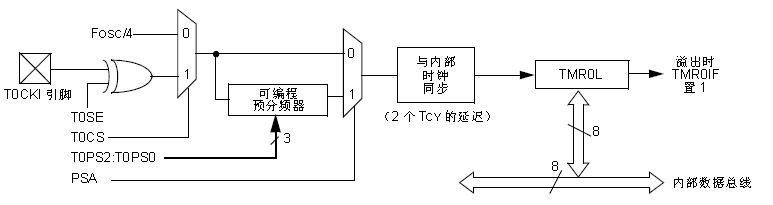 Fosc/4
0
1
T0CKI 引脚
T0SE
T0CS
T0PS2:T0PS0
PSA
可编程
预分频器
3
0
1
与内部
时钟
同步
(2 个 TCY 的延迟)
TMR0L
溢出时
TMR0IF
置 1
8
8
内部数据总线